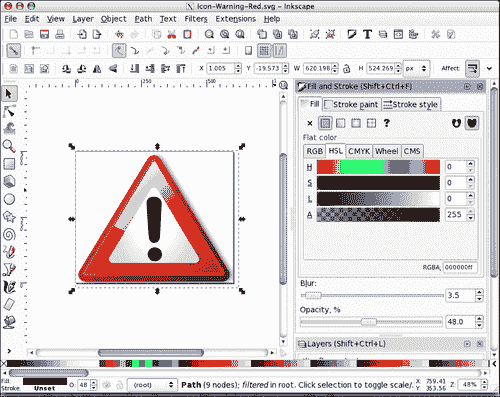 Icon-Warning-Red.svg - Inkscape
File Edit View Layer Object Path Text Filters Extensions Help
X 1.005 Y -19.573 W 620.198 H 524.269 px Affect:
Fill and Stroke (Shift+Ctrl+F)
Fill Stroke paint Stroke style
Flat color
RGB HSL CMYK Wheel CMS
H 0
S 0
L 0
A 255
RGBA: 000000ff
Blur:
3.5
Opacity, %
48.0
Layers (Shift+Ctrl+L)
Fill:
Stroke: Unset
O: 48
(root)
Path (9 nodes); filtered in root. Click selection to toggle scale/.
X: 759.41
Y: 353.56
Z: 48%